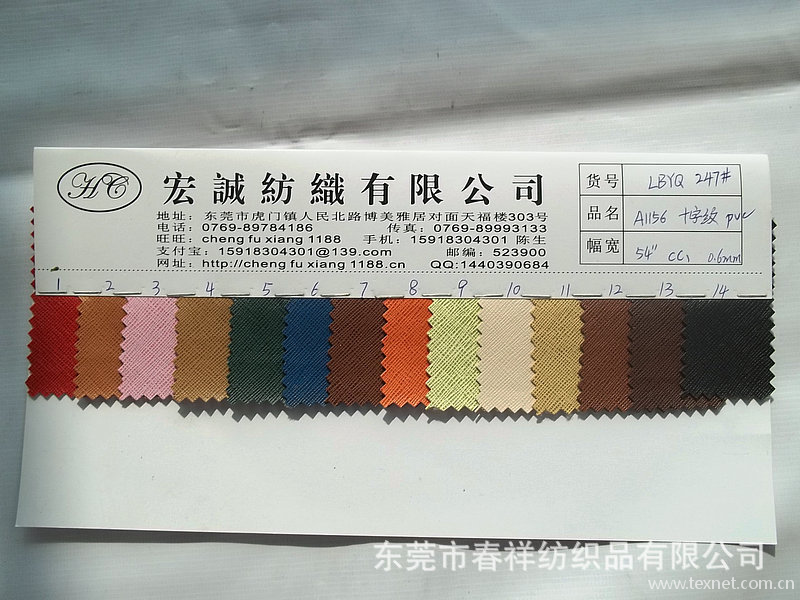 HC
宏誠紡織有限公司
地址：东莞市虎门镇人民北路博美雅居对面天福楼303号
电话：0769-89784186 传真：0769-89993133
旺旺：cheng fu xiang 1188 手机：15918304301 陈生
支付宝：15918304301@139.com 邮编：523900
网址：http://cheng fu xiang 1188.cn QQ:1440390684
货号 LBYQ 247#
品名 A1156 十字纹 pvc
幅宽 54" CC, 0.6mm
1 2 3 4 5 6 7 8 9 10 11 12 13 14
东莞市春祥纺织品有限公司
www.texnet.com.cn